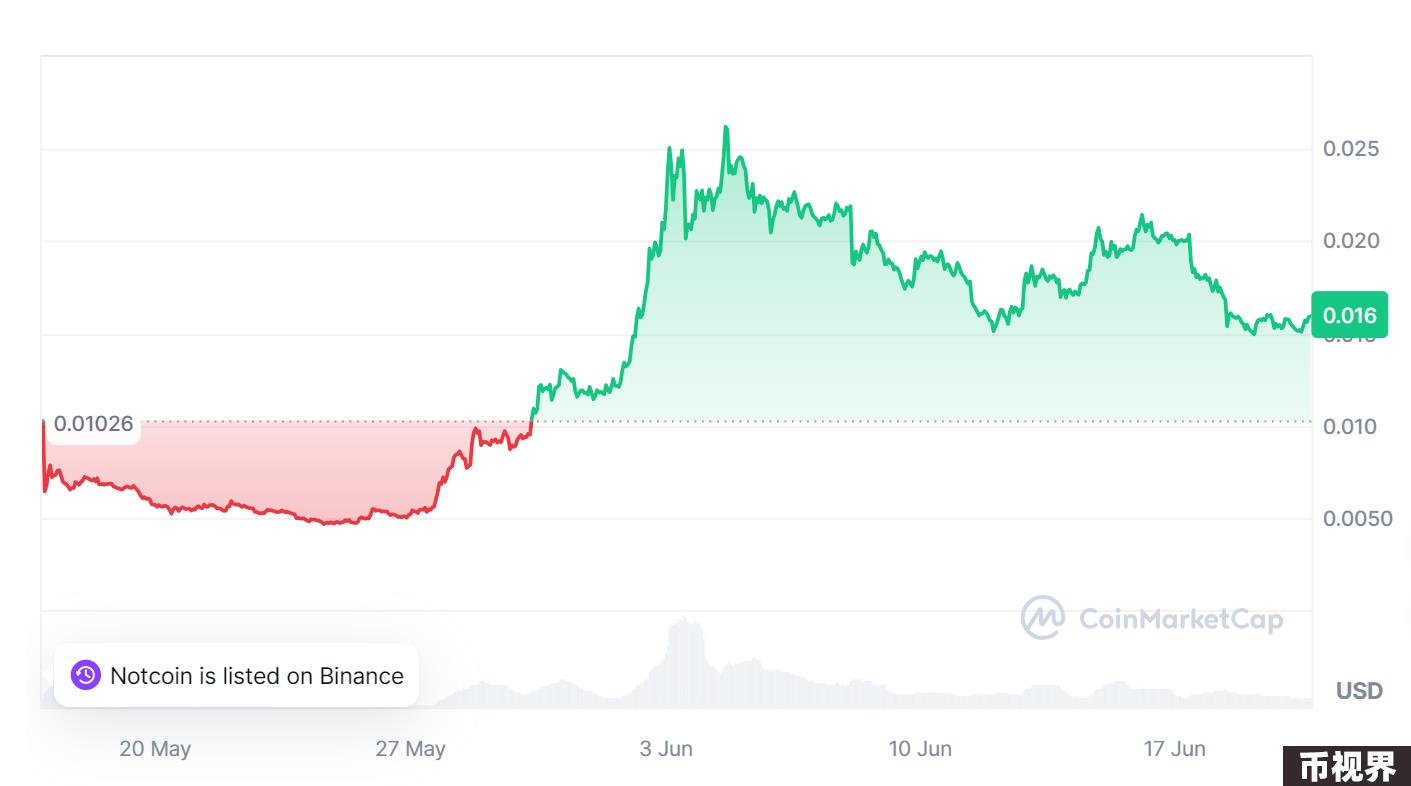 0.025
0.020
0.016
0.01026
0.010
0.0050
CoinMarketCap
Notcoin is listed on Binance
USD
20 May 27 May 3 Jun 10 Jun 17 Jun
币视界